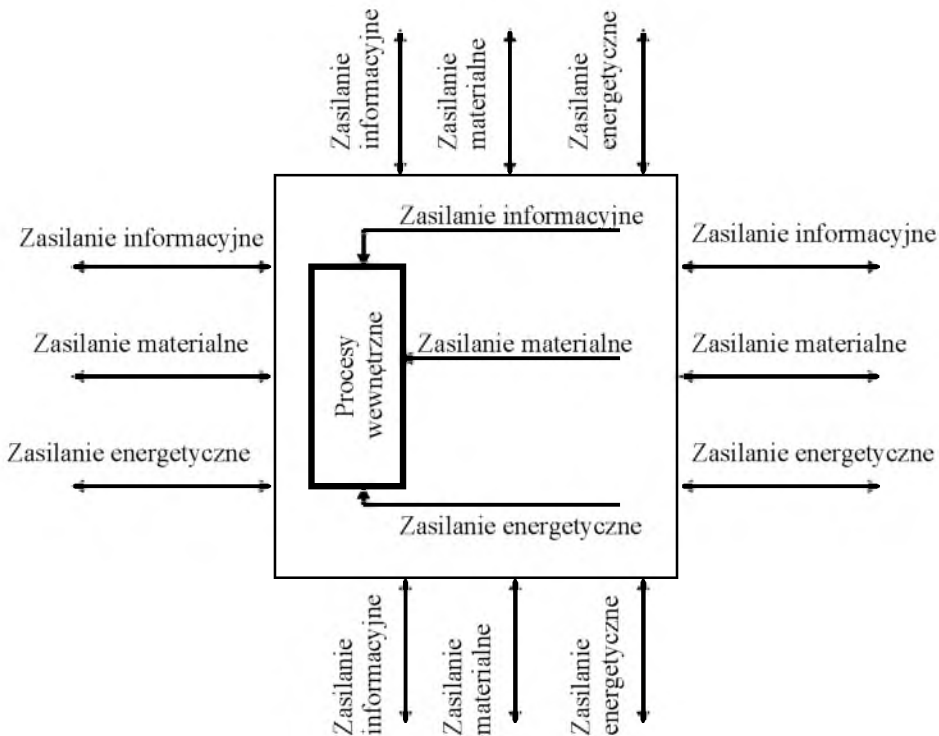 Zasilanie
informacyjne
Zasilanie
materialne
Zasilanie
energetyczne
Zasilanie informacyjne
Zasilanie informacyjne
Zasilanie informacyjne
Zasilanie materialne
Procesy
wewnętrzne
Zasilanie materialne
Zasilanie materialne
Zasilanie energetyczne
Zasilanie energetyczne
Zasilanie energetyczne
Zasilanie
informacyjne
Zasilanie
materialne
Zasilanie
energetyczne